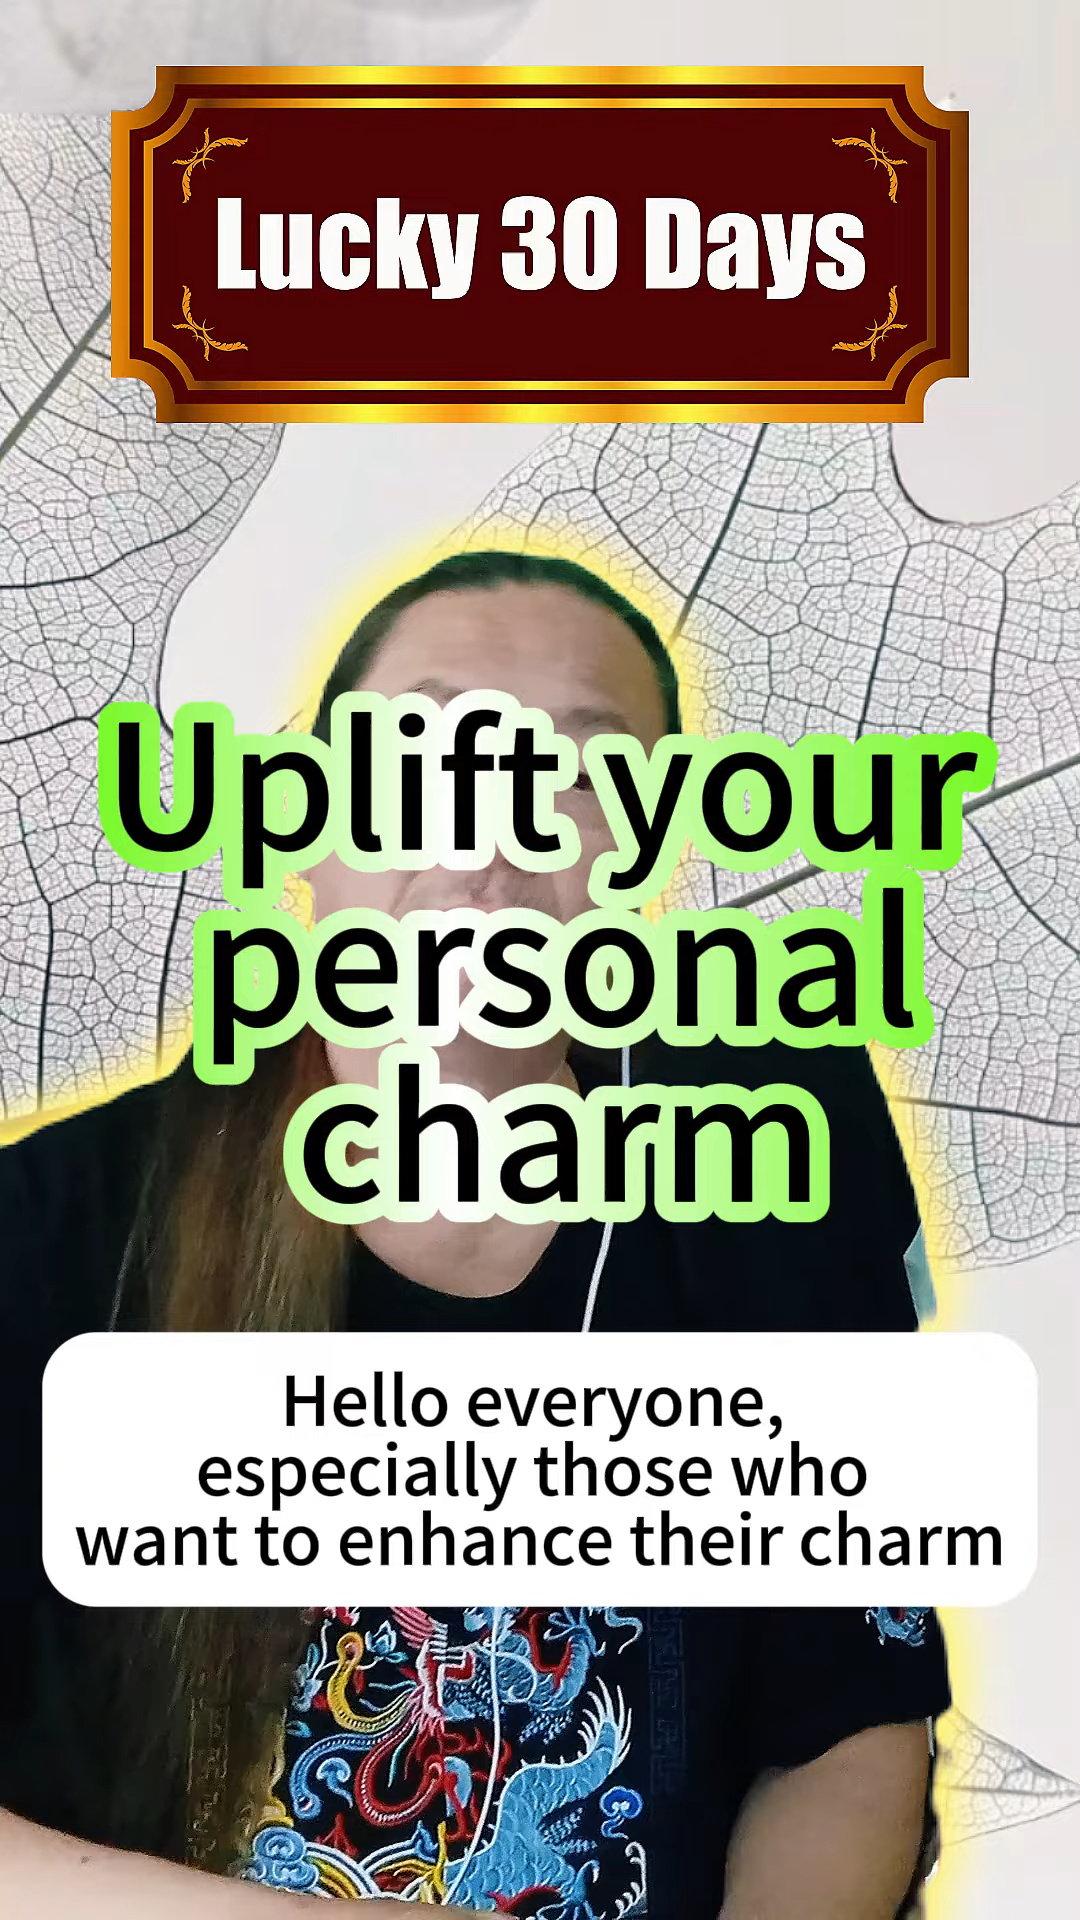 Lucky 30 Days
Uplift your
personal
charm
Hello everyone,
especially those who
want to enhance their charm